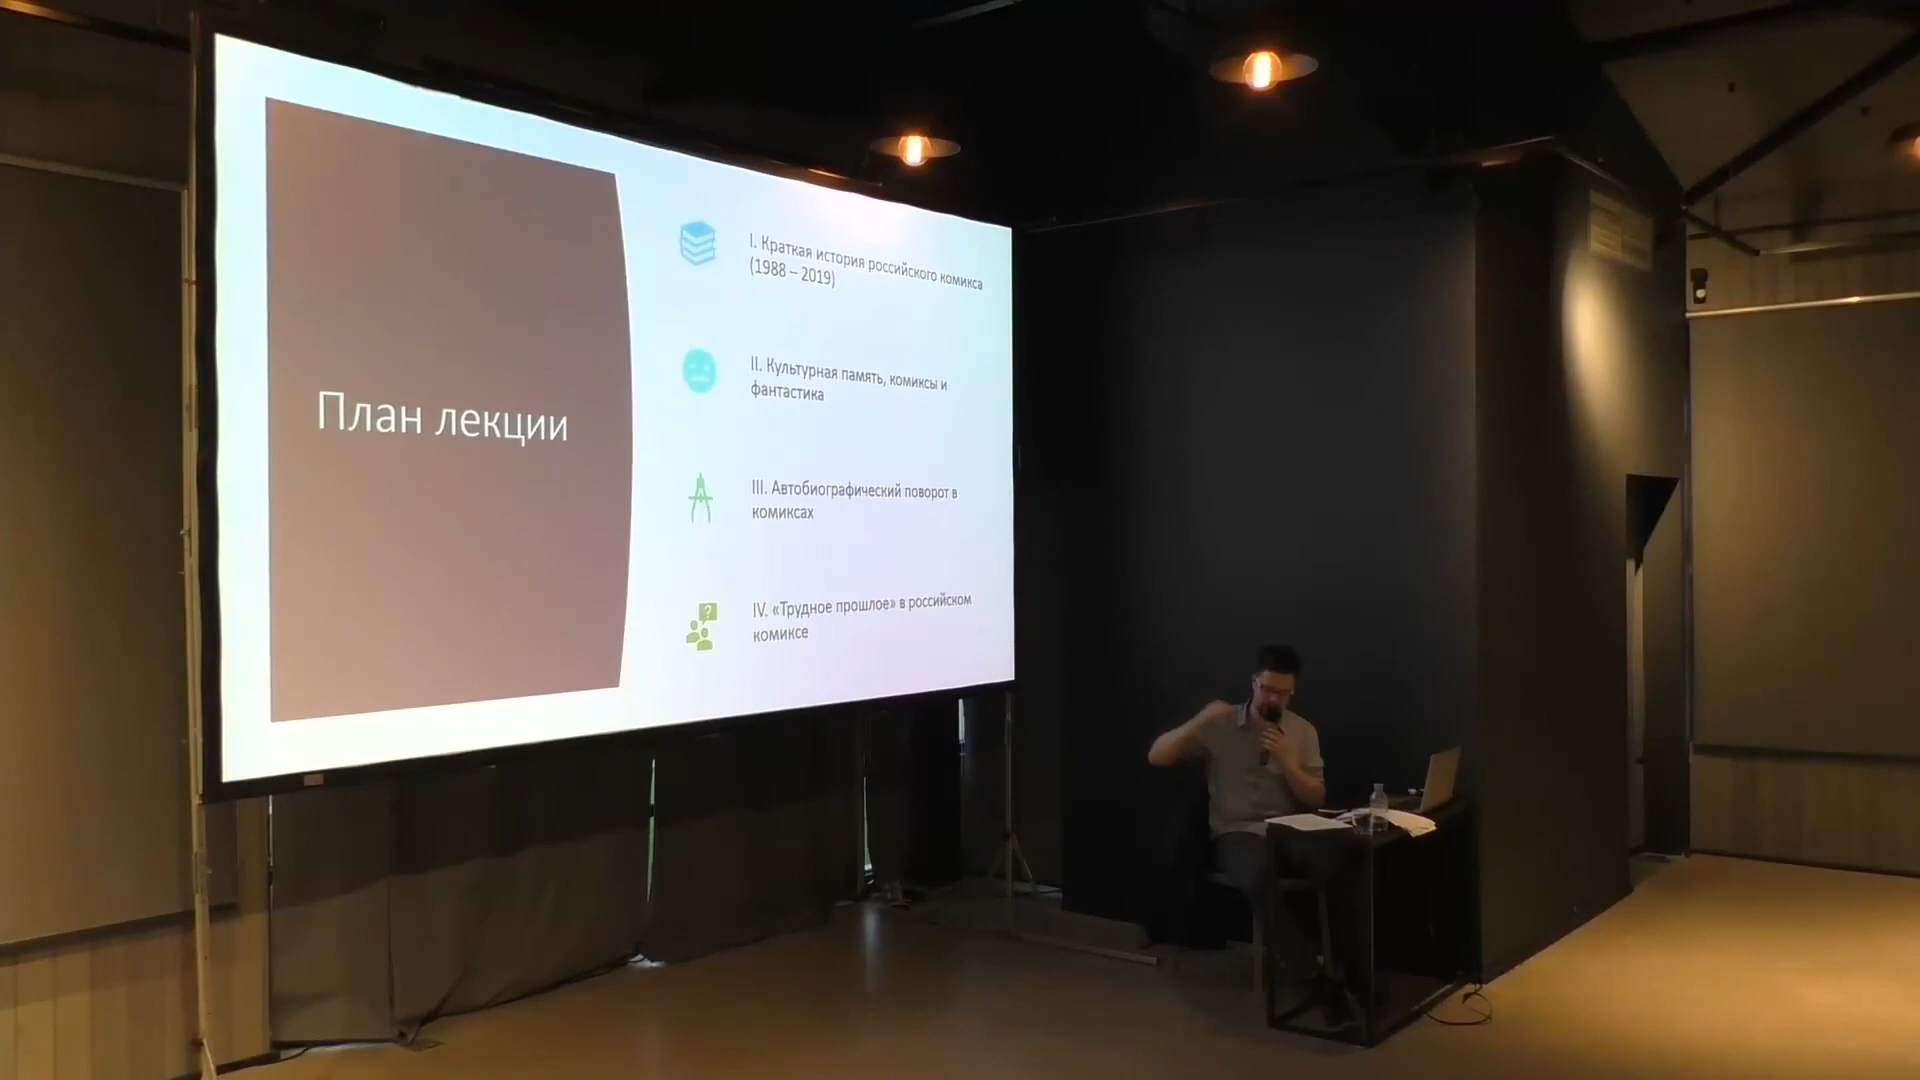 План лекции
I. Краткая история российского комикса
(1988 – 2019)
II. Культурная память, комиксы и
фантастика
III. Автобиографический поворот в
комиксах
?
IV. «Трудное прошлое» в российском
комиксе